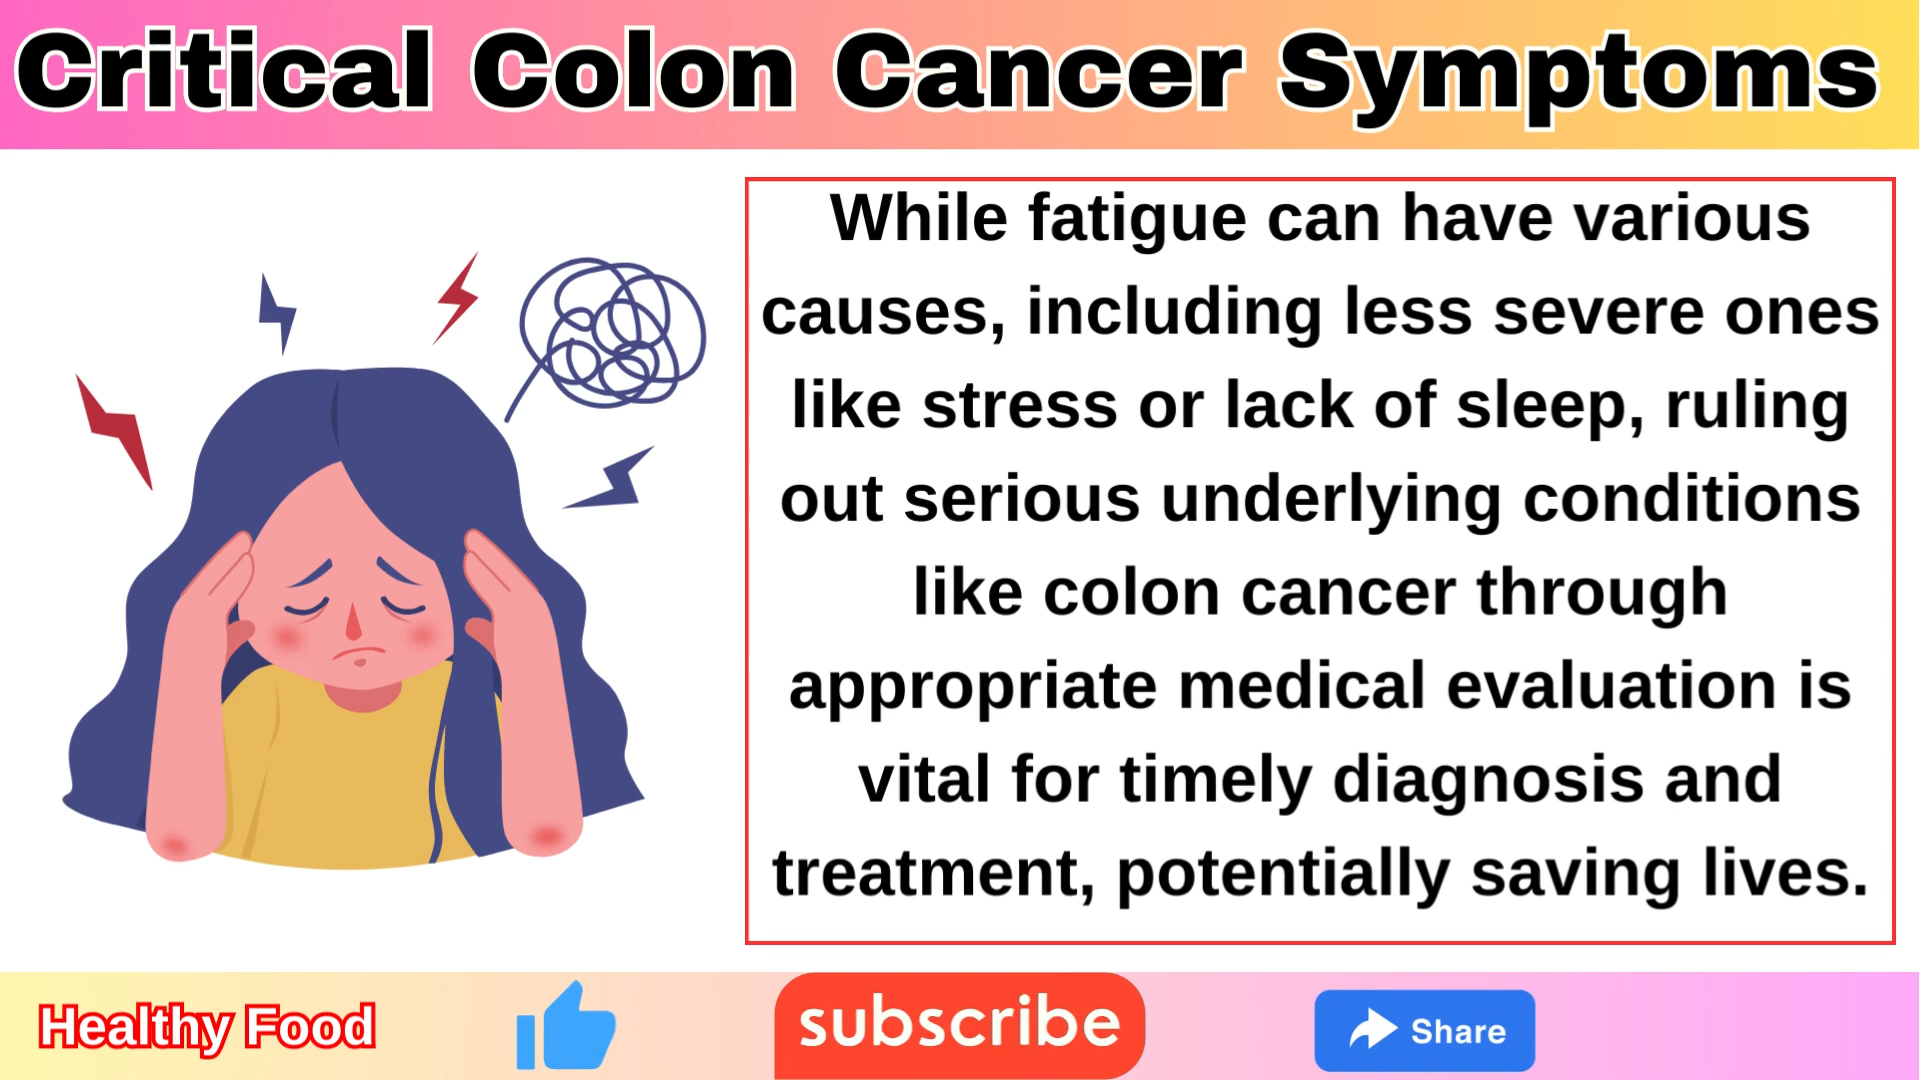 Critical Colon Cancer Symptoms
While fatigue can have various
causes, including less severe ones
like stress or lack of sleep, ruling
out serious underlying conditions
like colon cancer through
appropriate medical evaluation is
vital for timely diagnosis and
treatment, potentially saving lives.
Healthy Food
subscribe
Share